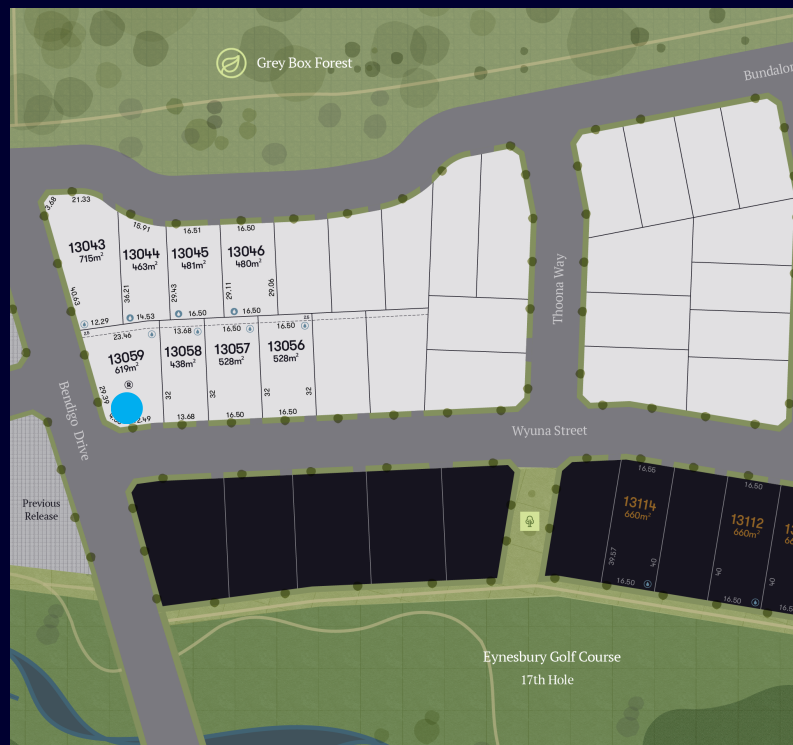 Grey Box Forest
3.68
21.33
15.91
16.51
16.50
13043
715m²
13044
463m²
13045
481m²
13046
480m²
40.63
36.21
29.43
29.11
29.06
12.29
14.53
16.50
16.50
23.46
13.68
16.50
16.50
13059
619m²
13058
438m²
13057
528m²
13056
528m²
29.39
32
32
32
13.68
16.50
16.50
Thoona Way
Bendigo Drive
Wyuna Street
Previous
Release
16.56
16.50
13114
660m²
13112
660m²
39.57
40
40
40
16.50
16.50
Eynesbury Golf Course
17th Hole